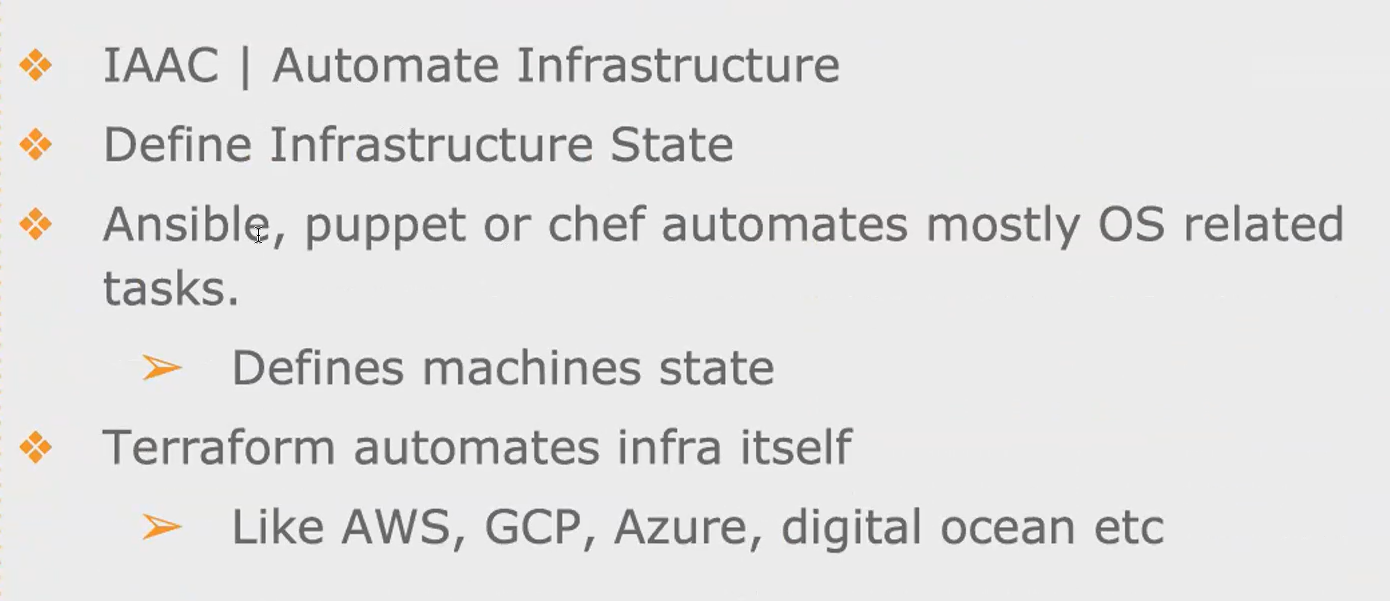 IAAC | Automate Infrastructure
Define Infrastructure State
Ansible, puppet or chef automates mostly OS related
tasks.
Defines machines state
Terraform automates infra itself
Like AWS, GCP, Azure, digital ocean etc